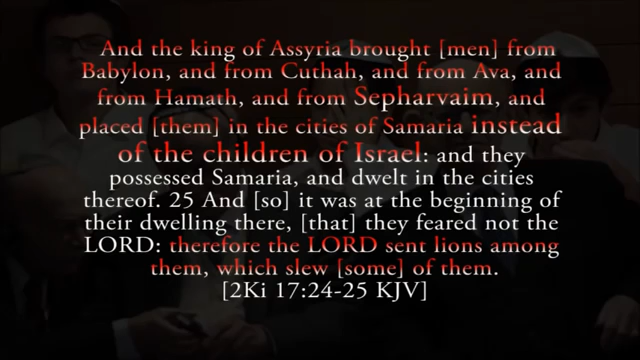 And the king of Assyria brought [men] from
Babylon, and from Cuthah, and from Ava, and
from Hamath, and from Sepharvaim, and
placed [them] in the cities of Samaria instead
of the children of Israel: and they
possessed Samaria, and dwelt in the cities
thereof. 25 And [so] it was at the beginning of
their dwelling there, [that] they feared not the
LORD: therefore the LORD sent lions among
them, which slew [some] of them.
[2Ki 17:24-25 KJV]